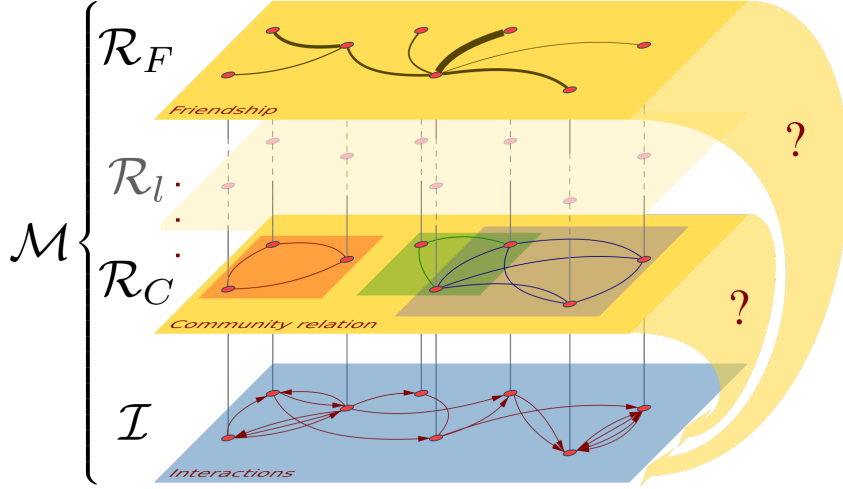 ℛ_F
Friendship
?
ℛ_l
ℳ
ℛ_C
Community relation
?
ℐ
Interactions